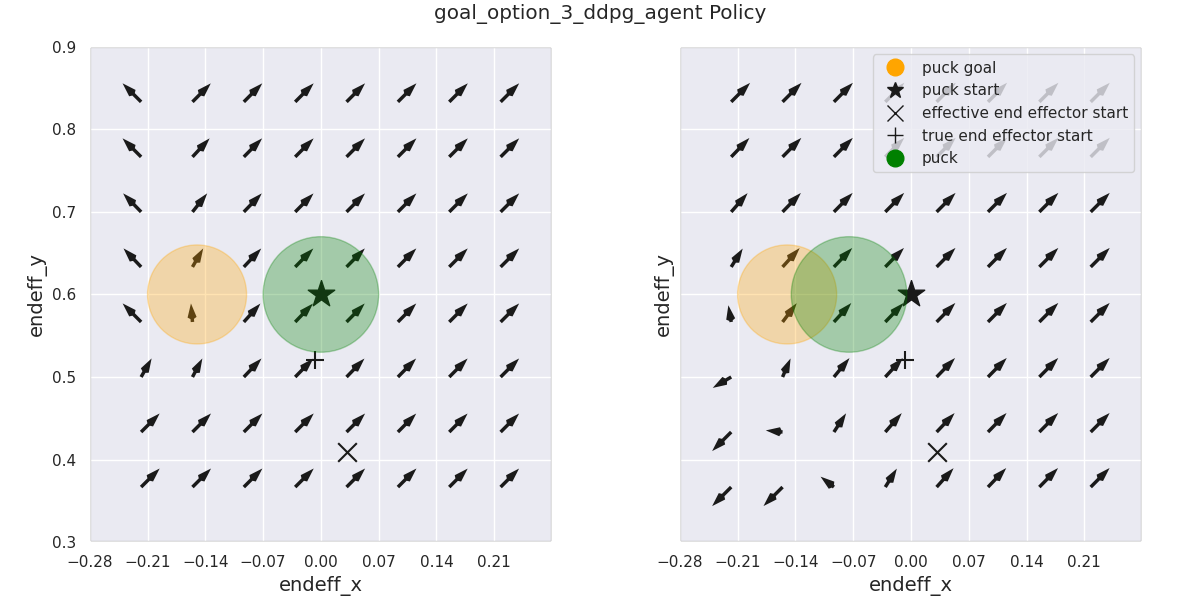 goal_option_3_ddpg_agent Policy
0.9
0.8
0.7
0.6
0.5
0.4
0.3
endeff_y
−0.28 −0.21 −0.14 −0.07 0.00 0.07 0.14 0.21
endeff_x
endeff_y
puck goal
puck start
effective end effector start
true end effector start
puck
−0.28 −0.21 −0.14 −0.07 0.00 0.07 0.14 0.21
endeff_x